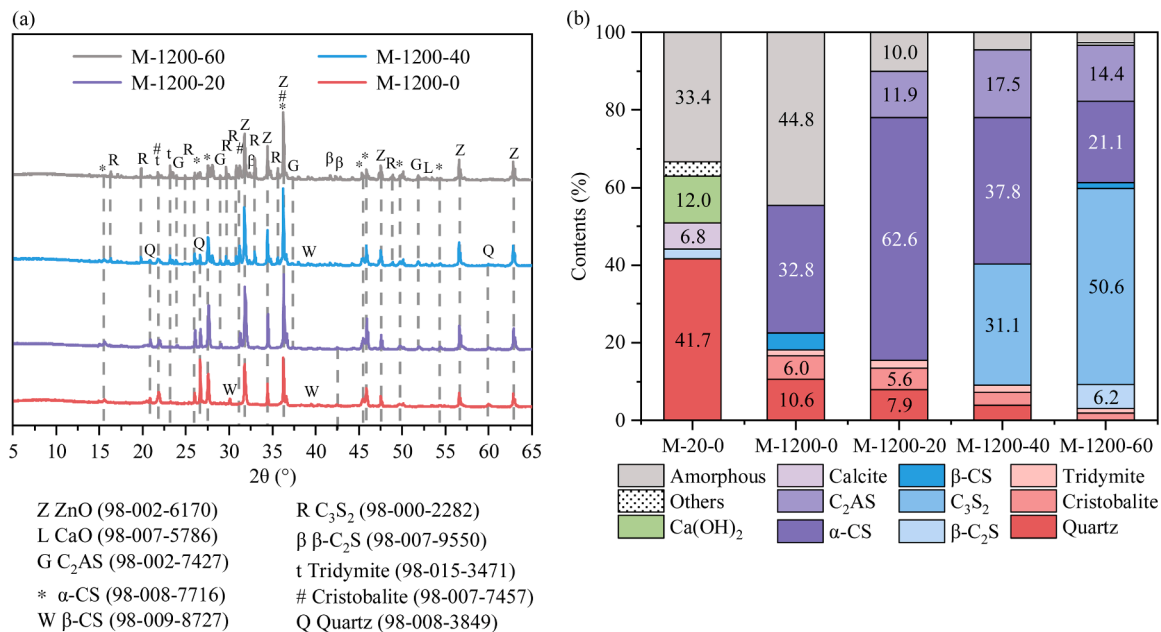 (a)
M-1200-60
M-1200-40
M-1200-20
M-1200-0
Z
#
*
Z Z
* R R # t t G R * * G R R # β R R G β β * * Z R * G L * Z Z
Q Q W Q
W W
5 10 15 20 25 30 35 40 45 50 55 60 65
2θ (°)
Z ZnO (98-002-6170)
L CaO (98-007-5786)
G C₂AS (98-002-7427)
* α-CS (98-008-7716)
W β-CS (98-009-8727)
R C₃S₂ (98-000-2282)
β β-C₂S (98-007-9550)
t Tridymite (98-015-3471)
# Cristobalite (98-007-7457)
Q Quartz (98-008-3849)
(b)
Contents (%)
100
80
60
40
20
0
33.4
12.0
6.8
41.7
44.8
32.8
6.0
10.6
10.0
11.9
62.6
5.6
7.9
17.5
37.8
31.1
14.4
21.1
50.6
6.2
M-20-0 M-1200-0 M-1200-20 M-1200-40 M-1200-60
Amorphous Calcite β-CS Tridymite
Others C₂AS C₃S₂ Cristobalite
Ca(OH)₂ α-CS β-C₂S Quartz